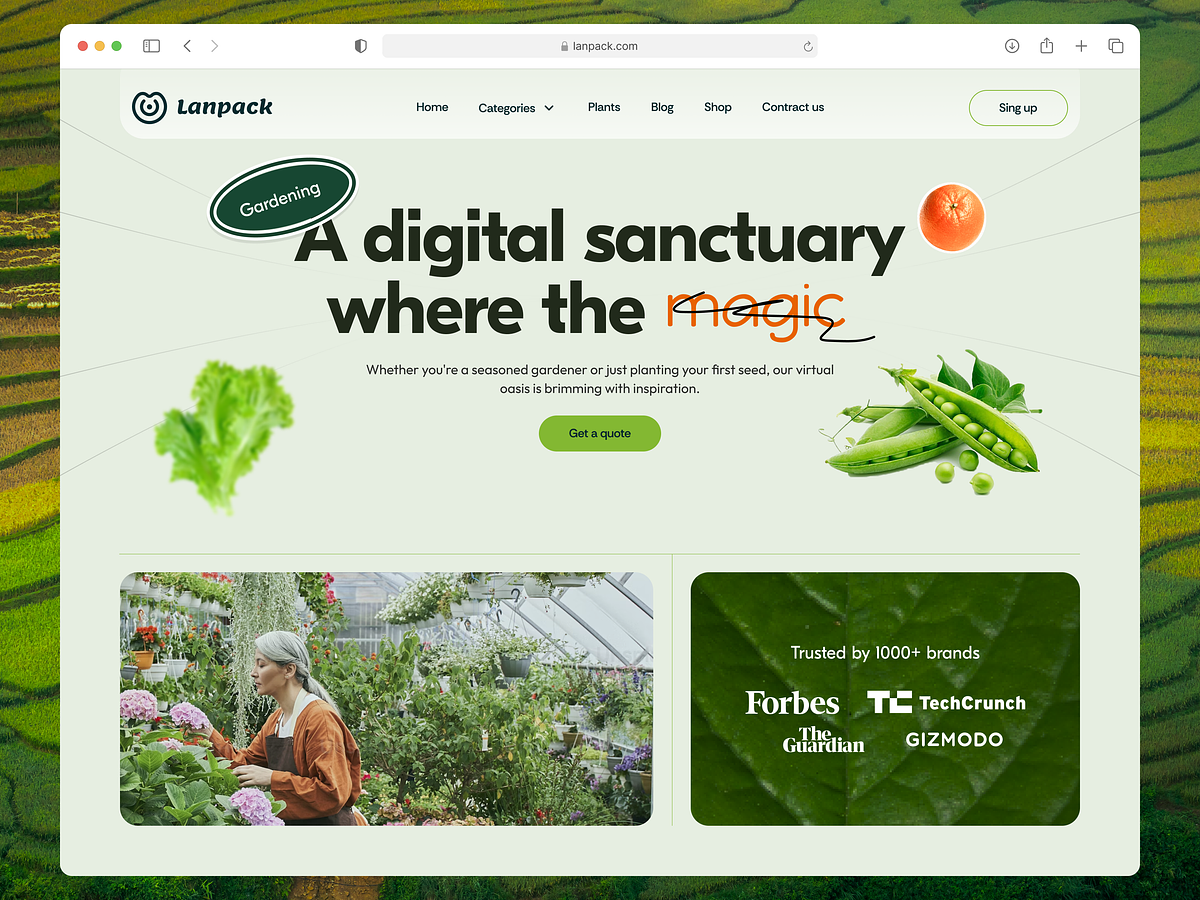 lanpack.com
Lanpack
Home
Categories
Plants
Blog
Shop
Contract us
Sing up
Gardening
A digital sanctuary
where the magic
Whether you're a seasoned gardener or just planting your first seed, our virtual
oasis is brimming with inspiration.
Get a quote
Trusted by 1000+ brands
Forbes
TC TechCrunch
The
Guardian
GIZMODO